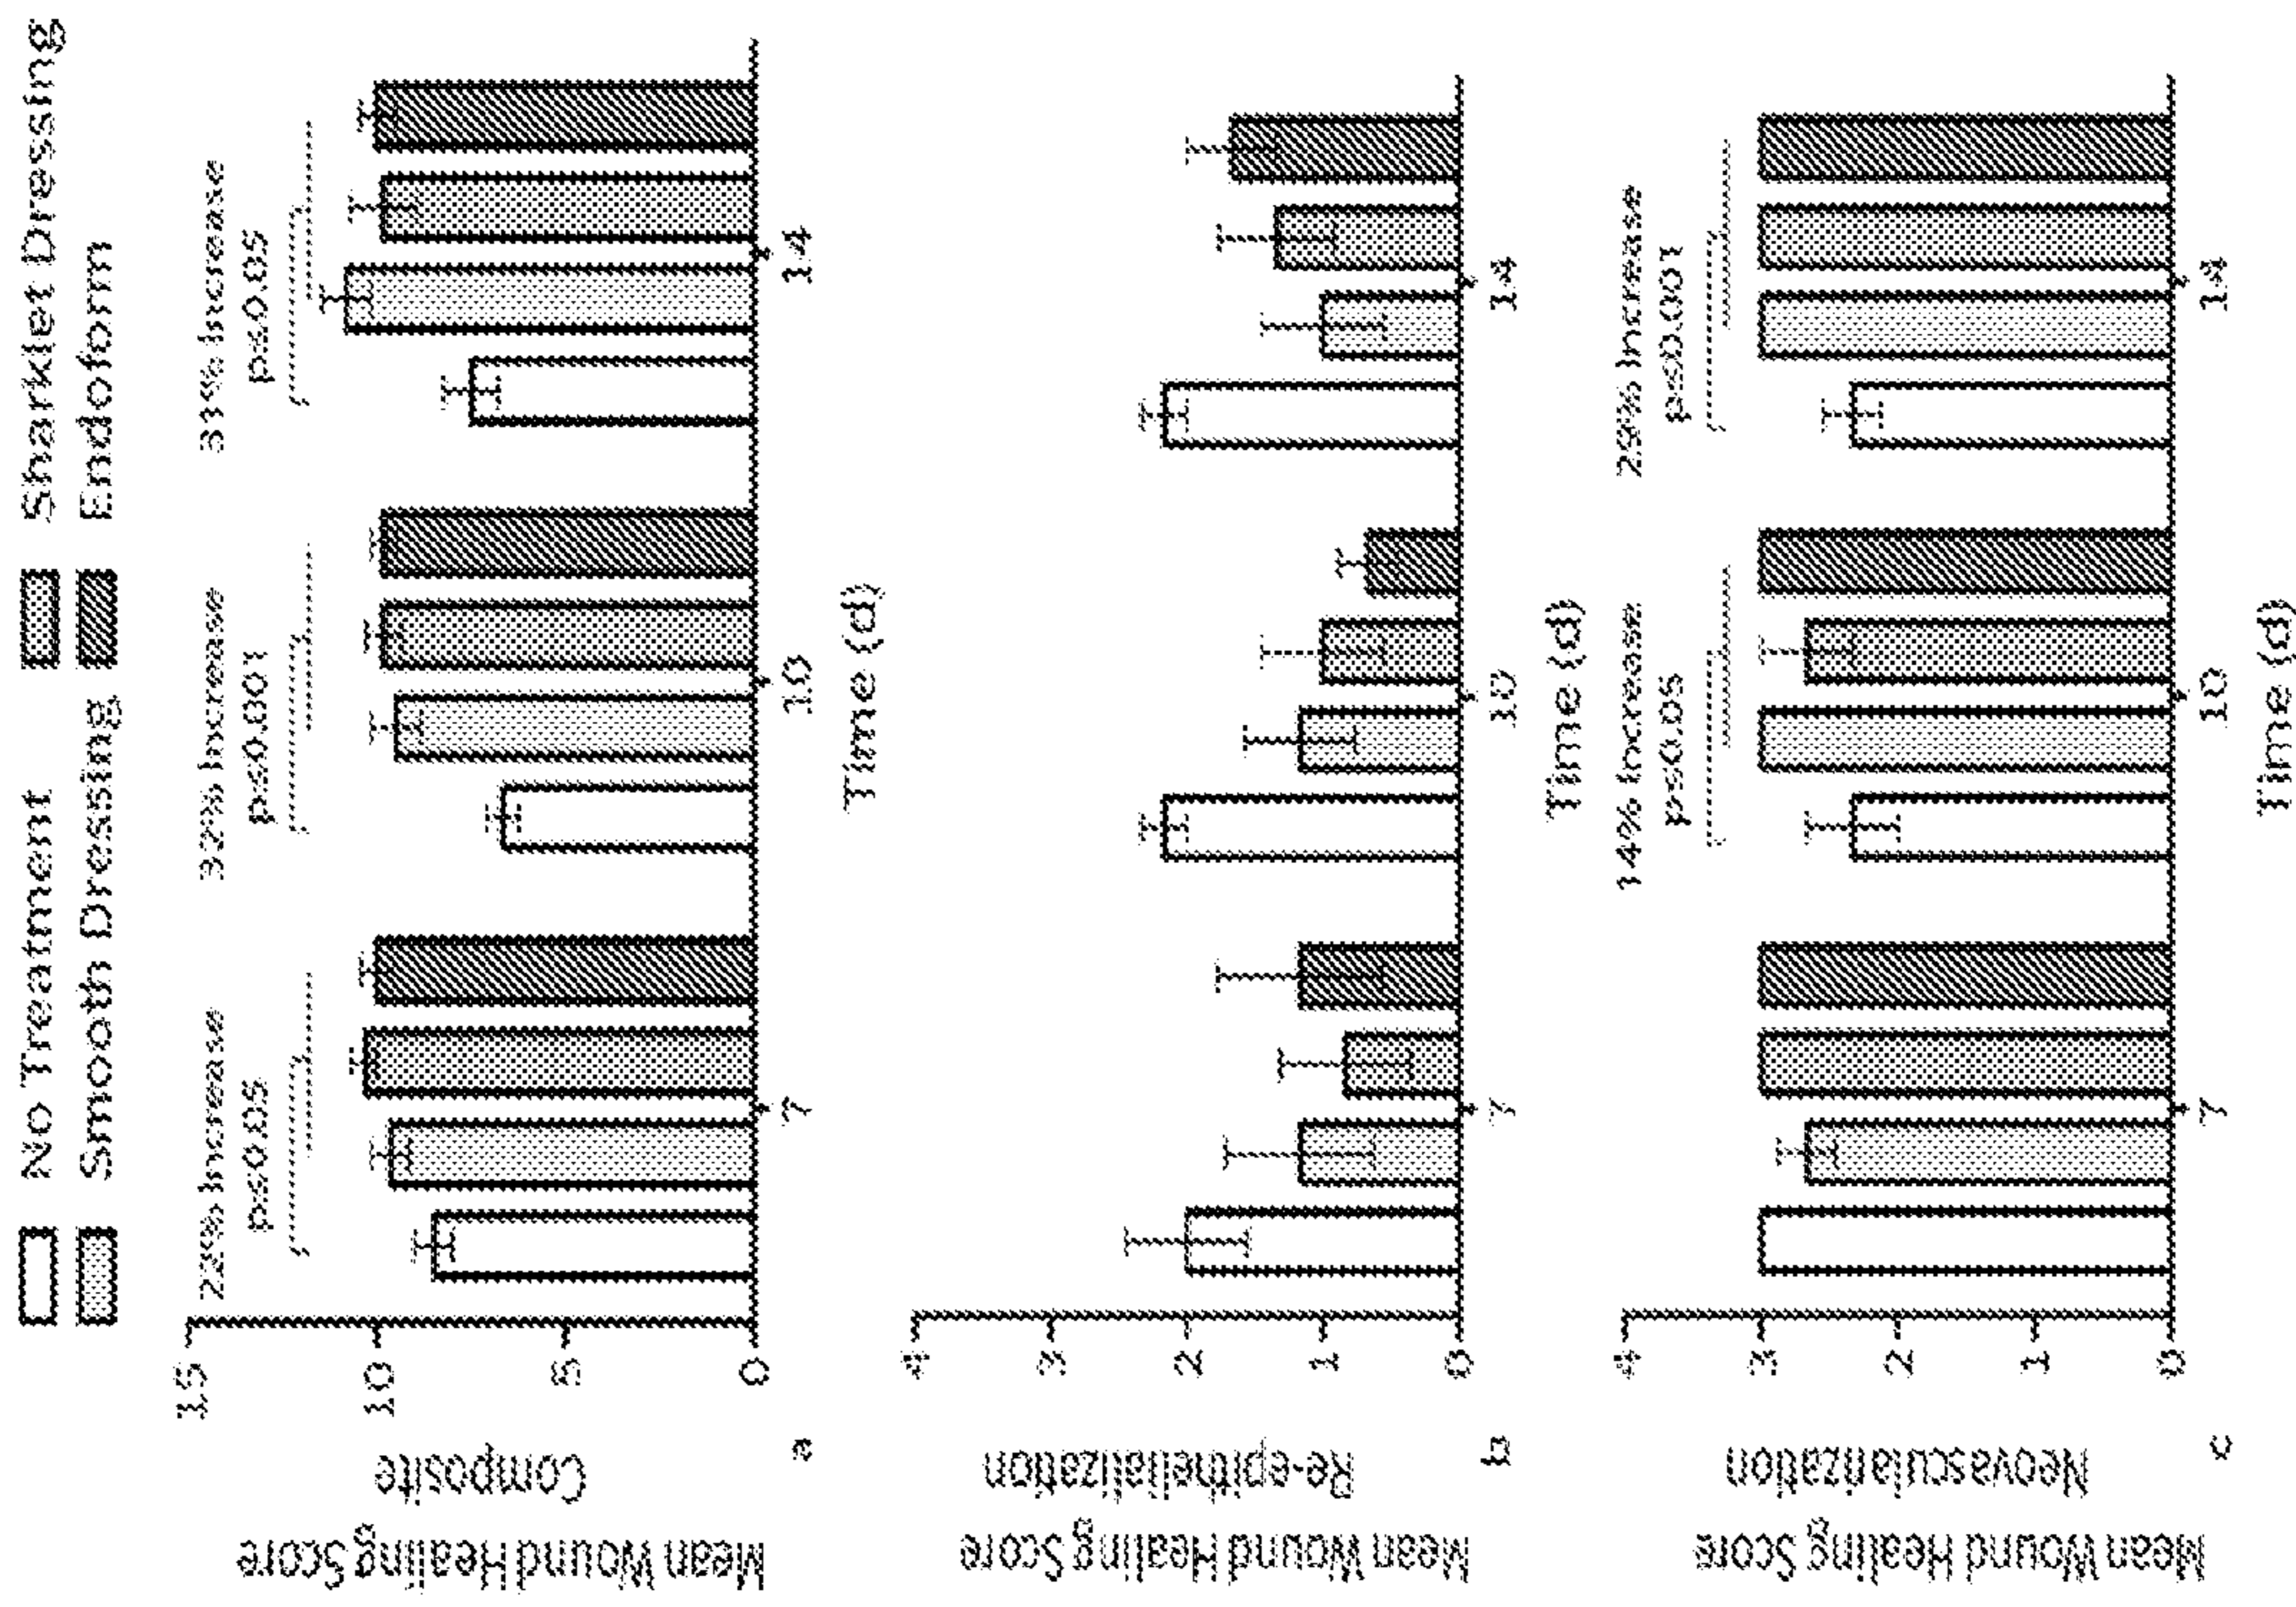 No Treatment
Sharklet Dressing
Smooth Dressing
Endoform
Mean Wound Healing Score
Composite
15
10
5
0
22% Increase
p≤0.05
32% Increase
p≤0.001
Increase
p≤0.05
7
10
14
Time (d)
a
Mean Wound Healing Score
Re-epithelialization
4
3
2
1
0
7
10
14
Time (d)
b
Mean Wound Healing Score
Neovascularization
4
3
2
1
0
14% Increase
p≤0.05
29% Increase
p≤0.001
7
10
14
Time (d)
c